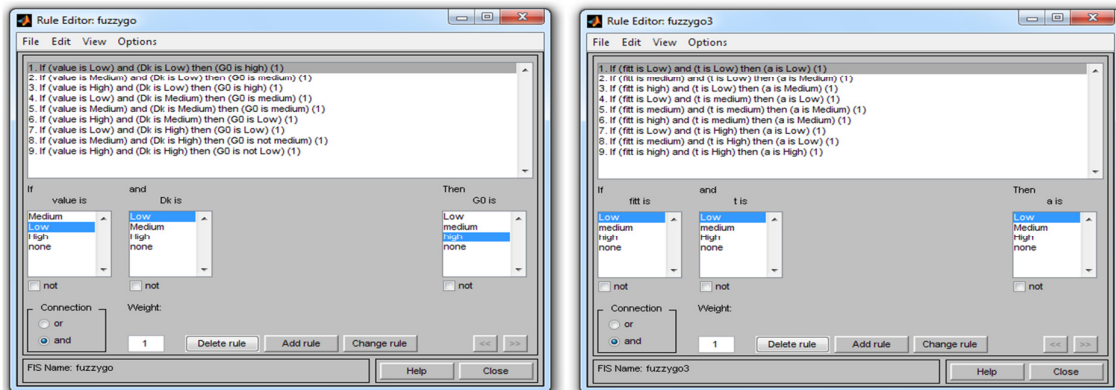 Rule Editor: fuzzygo
File Edit View Options
1. If (value is Low) and (Dk is Low) then (G0 is high) (1)
2. If (value is Medium) and (Dk is Low) then (G0 is medium) (1)
3. If (value is High) and (Dk is Low) then (G0 is high) (1)
4. If (value is Low) and (Dk is Medium) then (G0 is medium) (1)
5. If (value is Medium) and (Dk is Medium) then (G0 is medium) (1)
6. If (value is High) and (Dk is Medium) then (G0 is Low) (1)
7. If (value is Low) and (Dk is High) then (G0 is Low) (1)
8. If (value is Medium) and (Dk is High) then (G0 is not medium) (1)
9. If (value is High) and (Dk is High) then (G0 is not Low) (1)
If and Then
value is Dk is G0 is
Medium Low Low
Low Medium medium
High High high
none none none
not not not
Connection Weight:
or
and 1 Delete rule Add rule Change rule << >>
FIS Name: fuzzygo Help Close
Rule Editor: fuzzygo3
File Edit View Options
1. If (fitt is Low) and (t is Low) then (a is Low) (1)
2. If (fitt is medium) and (t is Low) then (a is Low) (1)
3. If (fitt is high) and (t is Low) then (a is Medium) (1)
4. If (fitt is Low) and (t is medium) then (a is Low) (1)
5. If (fitt is medium) and (t is medium) then (a is Medium) (1)
6. If (fitt is high) and (t is medium) then (a is Medium) (1)
7. If (fitt is Low) and (t is High) then (a is Low) (1)
8. If (fitt is medium) and (t is High) then (a is Low) (1)
9. If (fitt is high) and (t is High) then (a is High) (1)
If and Then
fitt is t is a is
Low Low Low
medium medium Medium
high High High
none none none
not not not
Connection Weight:
or
and 1 Delete rule Add rule Change rule << >>
FIS Name: fuzzygo3 Help Close